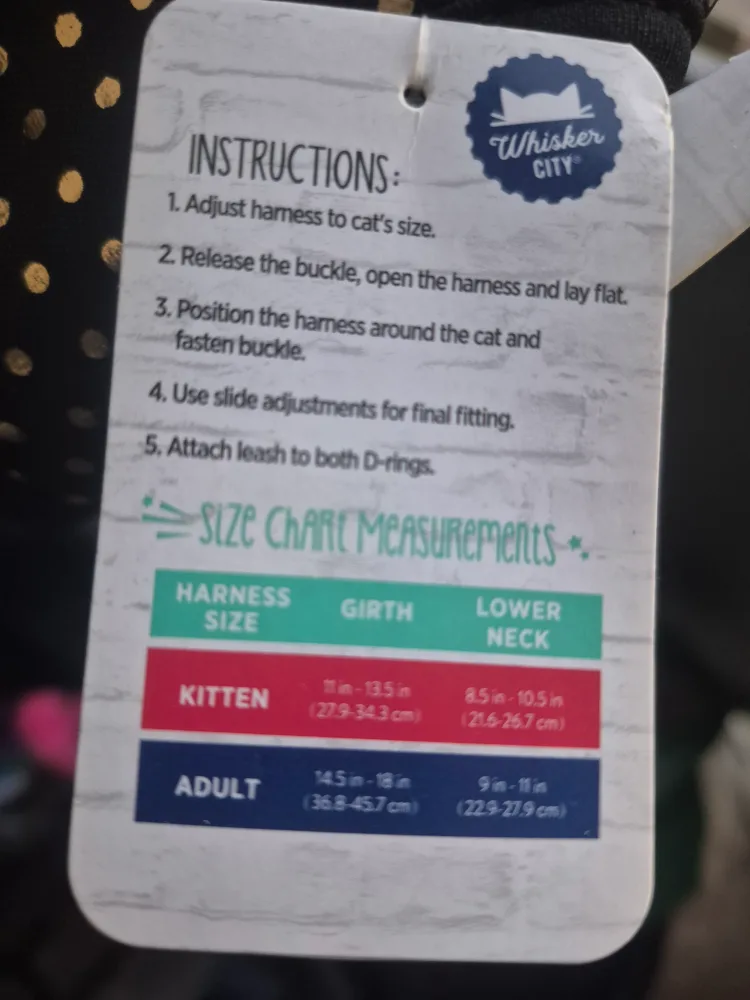 Whisker
CITY®
INSTRUCTIONS:
1. Adjust harness to cat's size.
2. Release the buckle, open the harness and lay flat.
3. Position the harness around the cat and
fasten buckle.
4. Use slide adjustments for final fitting.
5. Attach leash to both D-rings.
SIZE CHART MEASUREMENTS
HARNESS SIZE GIRTH LOWER NECK
KITTEN 11 in - 13.5 in 8.5 in - 10.5 in
(27.9-34.3 cm) (21.6-26.7 cm)
ADULT 14.5 in - 18 in 9 in - 11 in
(36.8-45.7 cm) (22.9-27.9 cm)